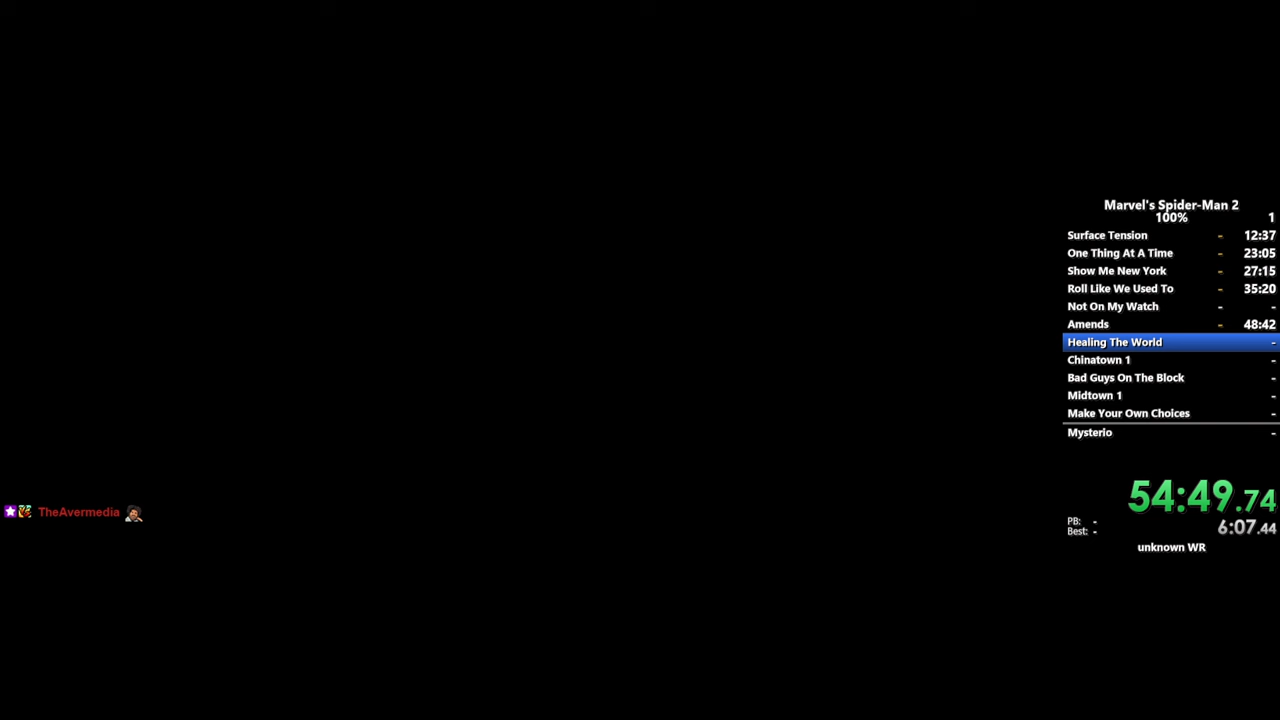 Marvel's Spider-Man 2
100% 1
Surface Tension - 12:37
One Thing At A Time - 23:05
Show Me New York - 27:15
Roll Like We Used To - 35:20
Not On My Watch - -
Amends - 48:42
Healing The World -
Chinatown 1 -
Bad Guys On The Block -
Midtown 1 -
Make Your Own Choices -
Mysterio -
54:49.74
PB: -
6:07.44
Best: -
unknown WR
TheAvermedia